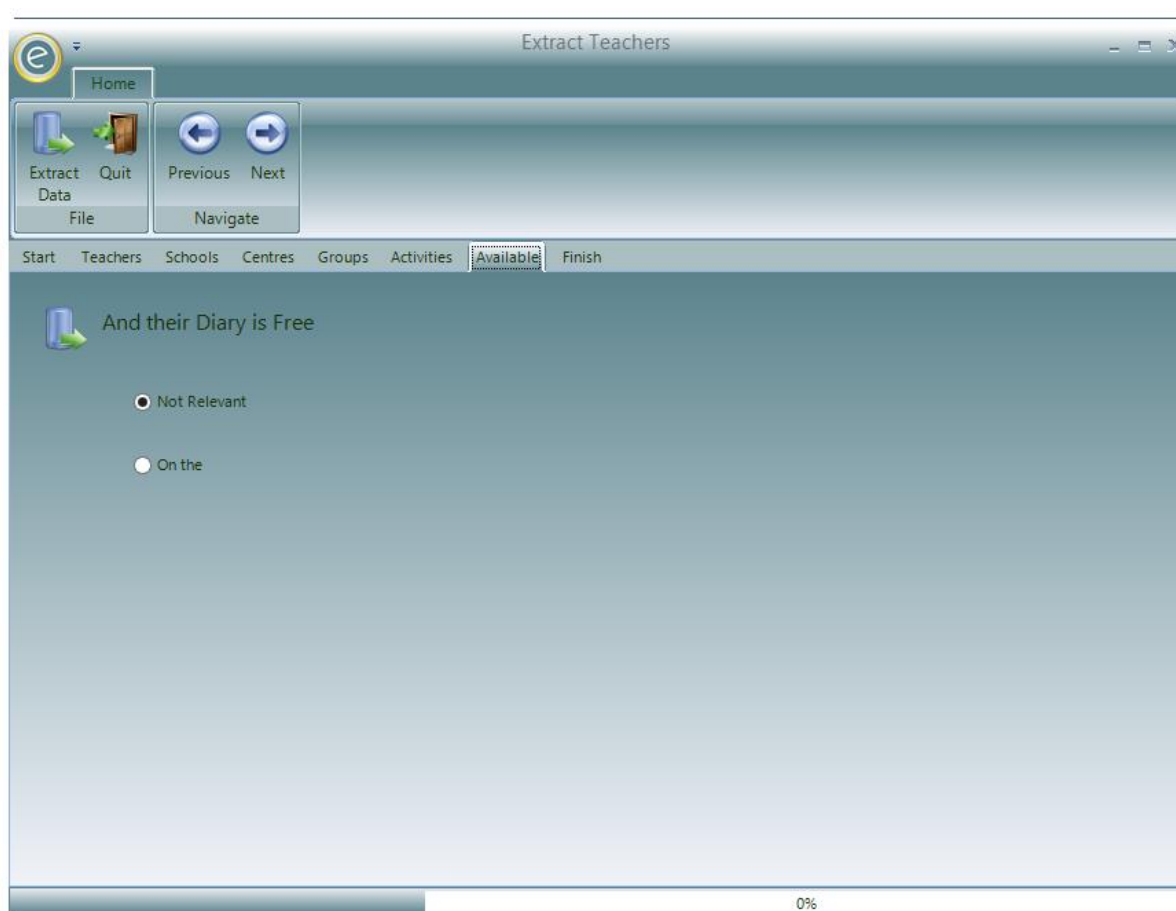 e
Extract Teachers
Home
Extract Quit Previous Next
Data
File Navigate
Start Teachers Schools Centres Groups Activities Available Finish
And their Diary is Free
Not Relevant
On the
0%